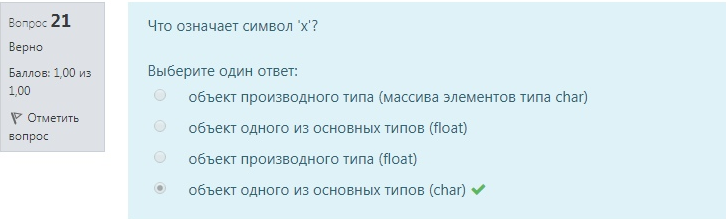 Вопрос 21
Верно
Баллов: 1,00 из
1,00
Отметить
вопрос
Что означает символ 'x'?
Выберите один ответ:
объект производного типа (массива элементов типа char)
объект одного из основных типов (float)
объект производного типа (float)
объект одного из основных типов (char)